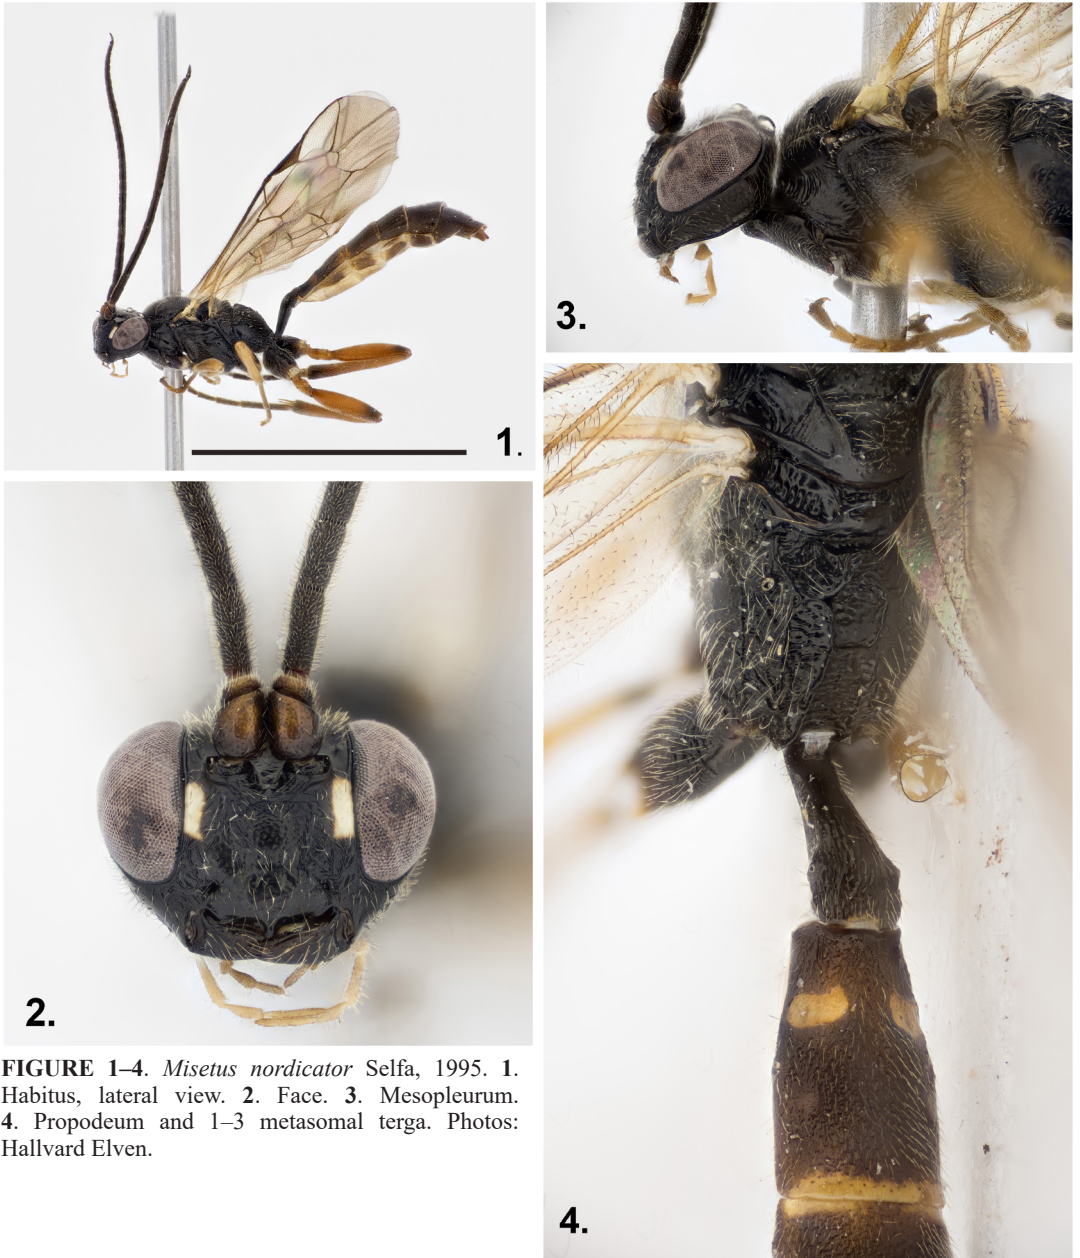 1.
3.
2.
4.
FIGURE 1–4. Misetus nordicator Selfa, 1995. 1.
Habitus, lateral view. 2. Face. 3. Mesopleurum.
4. Propodeum and 1–3 metasomal terga. Photos:
Hallvard Elven.